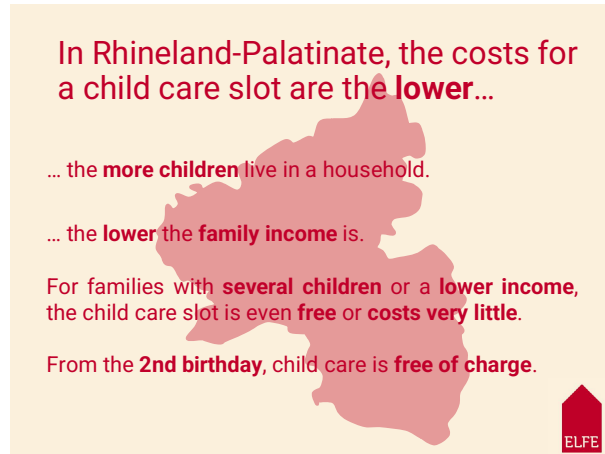 In Rhineland-Palatinate, the costs for
a child care slot are the lower...
... the more children live in a household.
... the lower the family income is.
For families with several children or a lower income,
the child care slot is even free or costs very little.
From the 2nd birthday, child care is free of charge.
ELFE